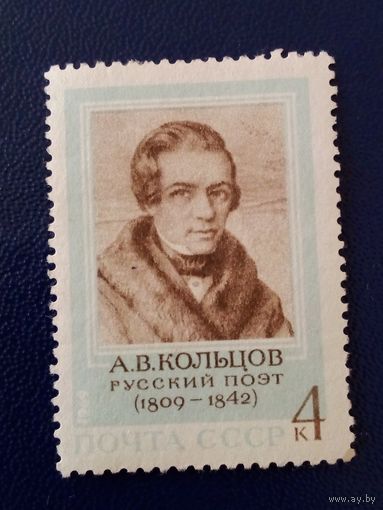 А.В.КОЛЬЦОВ
РУССКИЙ ПОЭТ
(1809-1842)
ПОЧТА СССР
4
К
www.ay.by